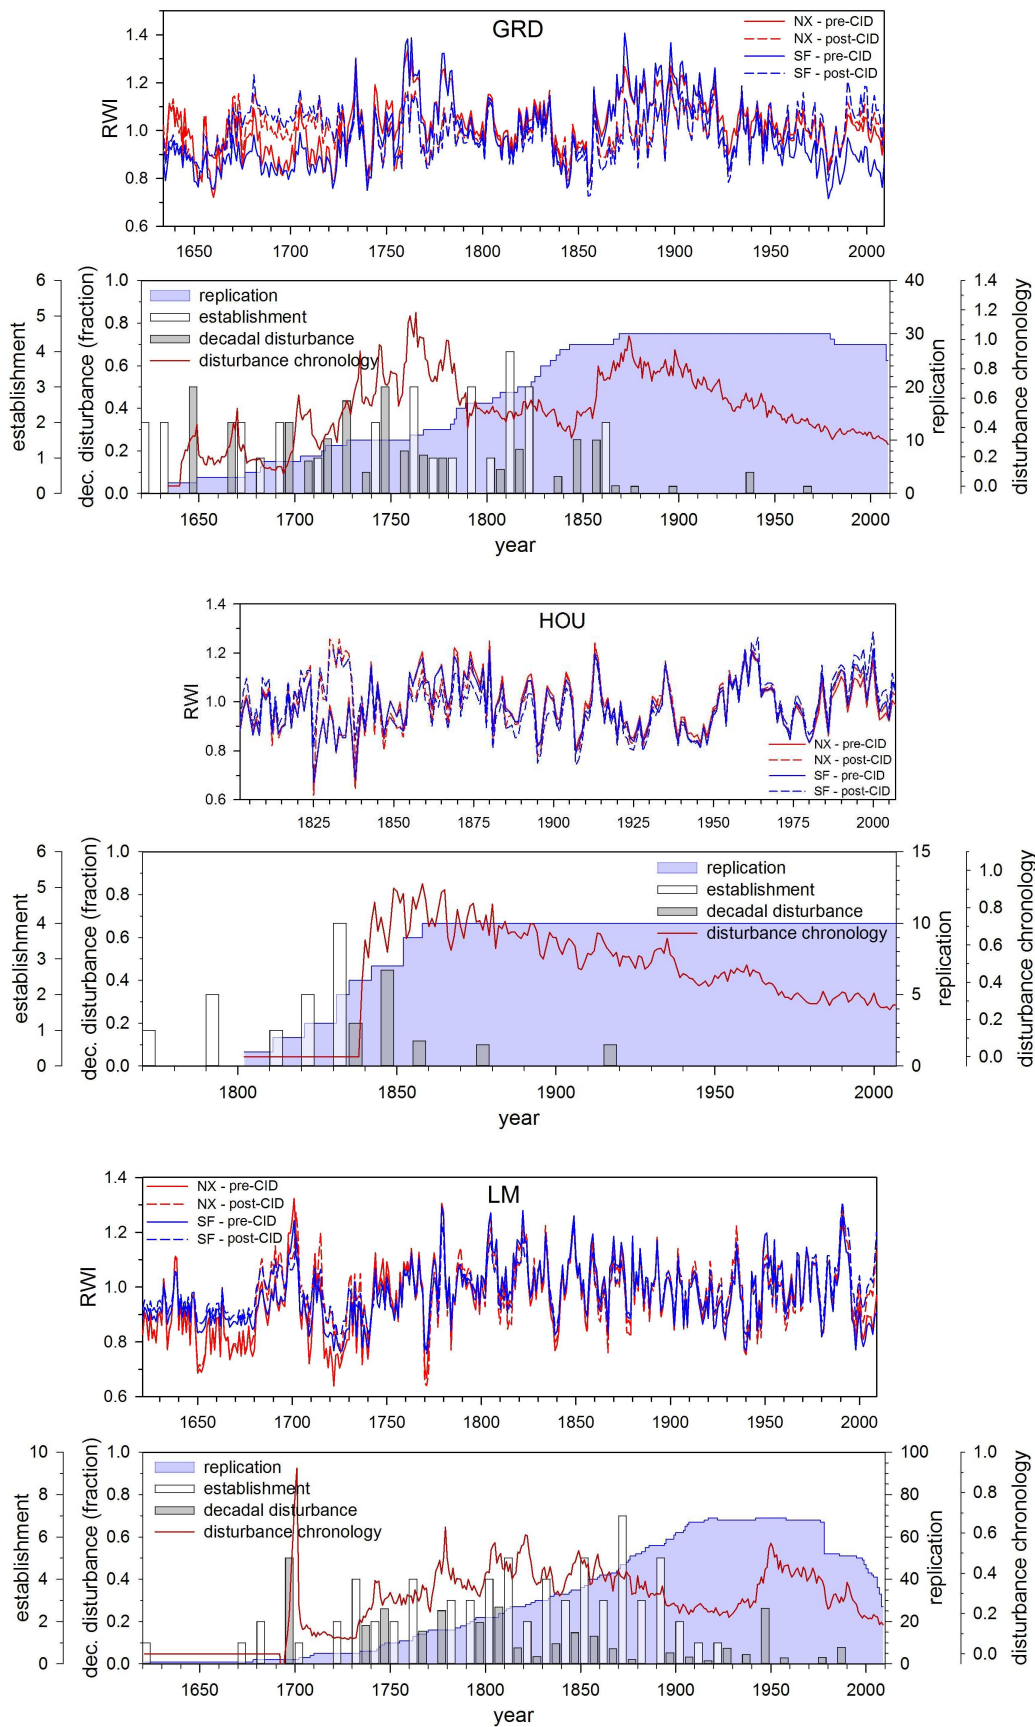 GRD
NX - pre-CID
NX - post-CID
SF - pre-CID
SF - post-CID
RWI
1.4
1.2
1.0
0.8
0.6
1650 1700 1750 1800 1850 1900 1950 2000
establishment
6
5
4
3
2
1
0
dec. disturbance (fraction)
1.0
0.8
0.6
0.4
0.2
0.0
replication
establishment
decadal disturbance
disturbance chronology
40
30
20
10
0
replication
1.4
1.2
1.0
0.8
0.6
0.4
0.2
0.0
disturbance chronology
1650 1700 1750 1800 1850 1900 1950 2000
year
HOU
RWI
1.4
1.2
1.0
0.8
0.6
NX - pre-CID
NX - post-CID
SF - pre-CID
SF - post-CID
1825 1850 1875 1900 1925 1950 1975 2000
establishment
6
5
4
3
2
1
0
dec. disturbance (fraction)
1.0
0.8
0.6
0.4
0.2
0.0
replication
establishment
decadal disturbance
disturbance chronology
15
10
5
0
replication
1.0
0.8
0.6
0.4
0.2
0.0
disturbance chronology
1800 1850 1900 1950 2000
year
LM
NX - pre-CID
NX - post-CID
SF - pre-CID
SF - post-CID
RWI
1.4
1.2
1.0
0.8
0.6
1650 1700 1750 1800 1850 1900 1950 2000
establishment
10
8
6
4
2
0
dec. disturbance (fraction)
1.0
0.8
0.6
0.4
0.2
0.0
replication
establishment
decadal disturbance
disturbance chronology
100
80
60
40
20
0
replication
1.0
0.8
0.6
0.4
0.2
0.0
disturbance chronology
1650 1700 1750 1800 1850 1900 1950 2000
year